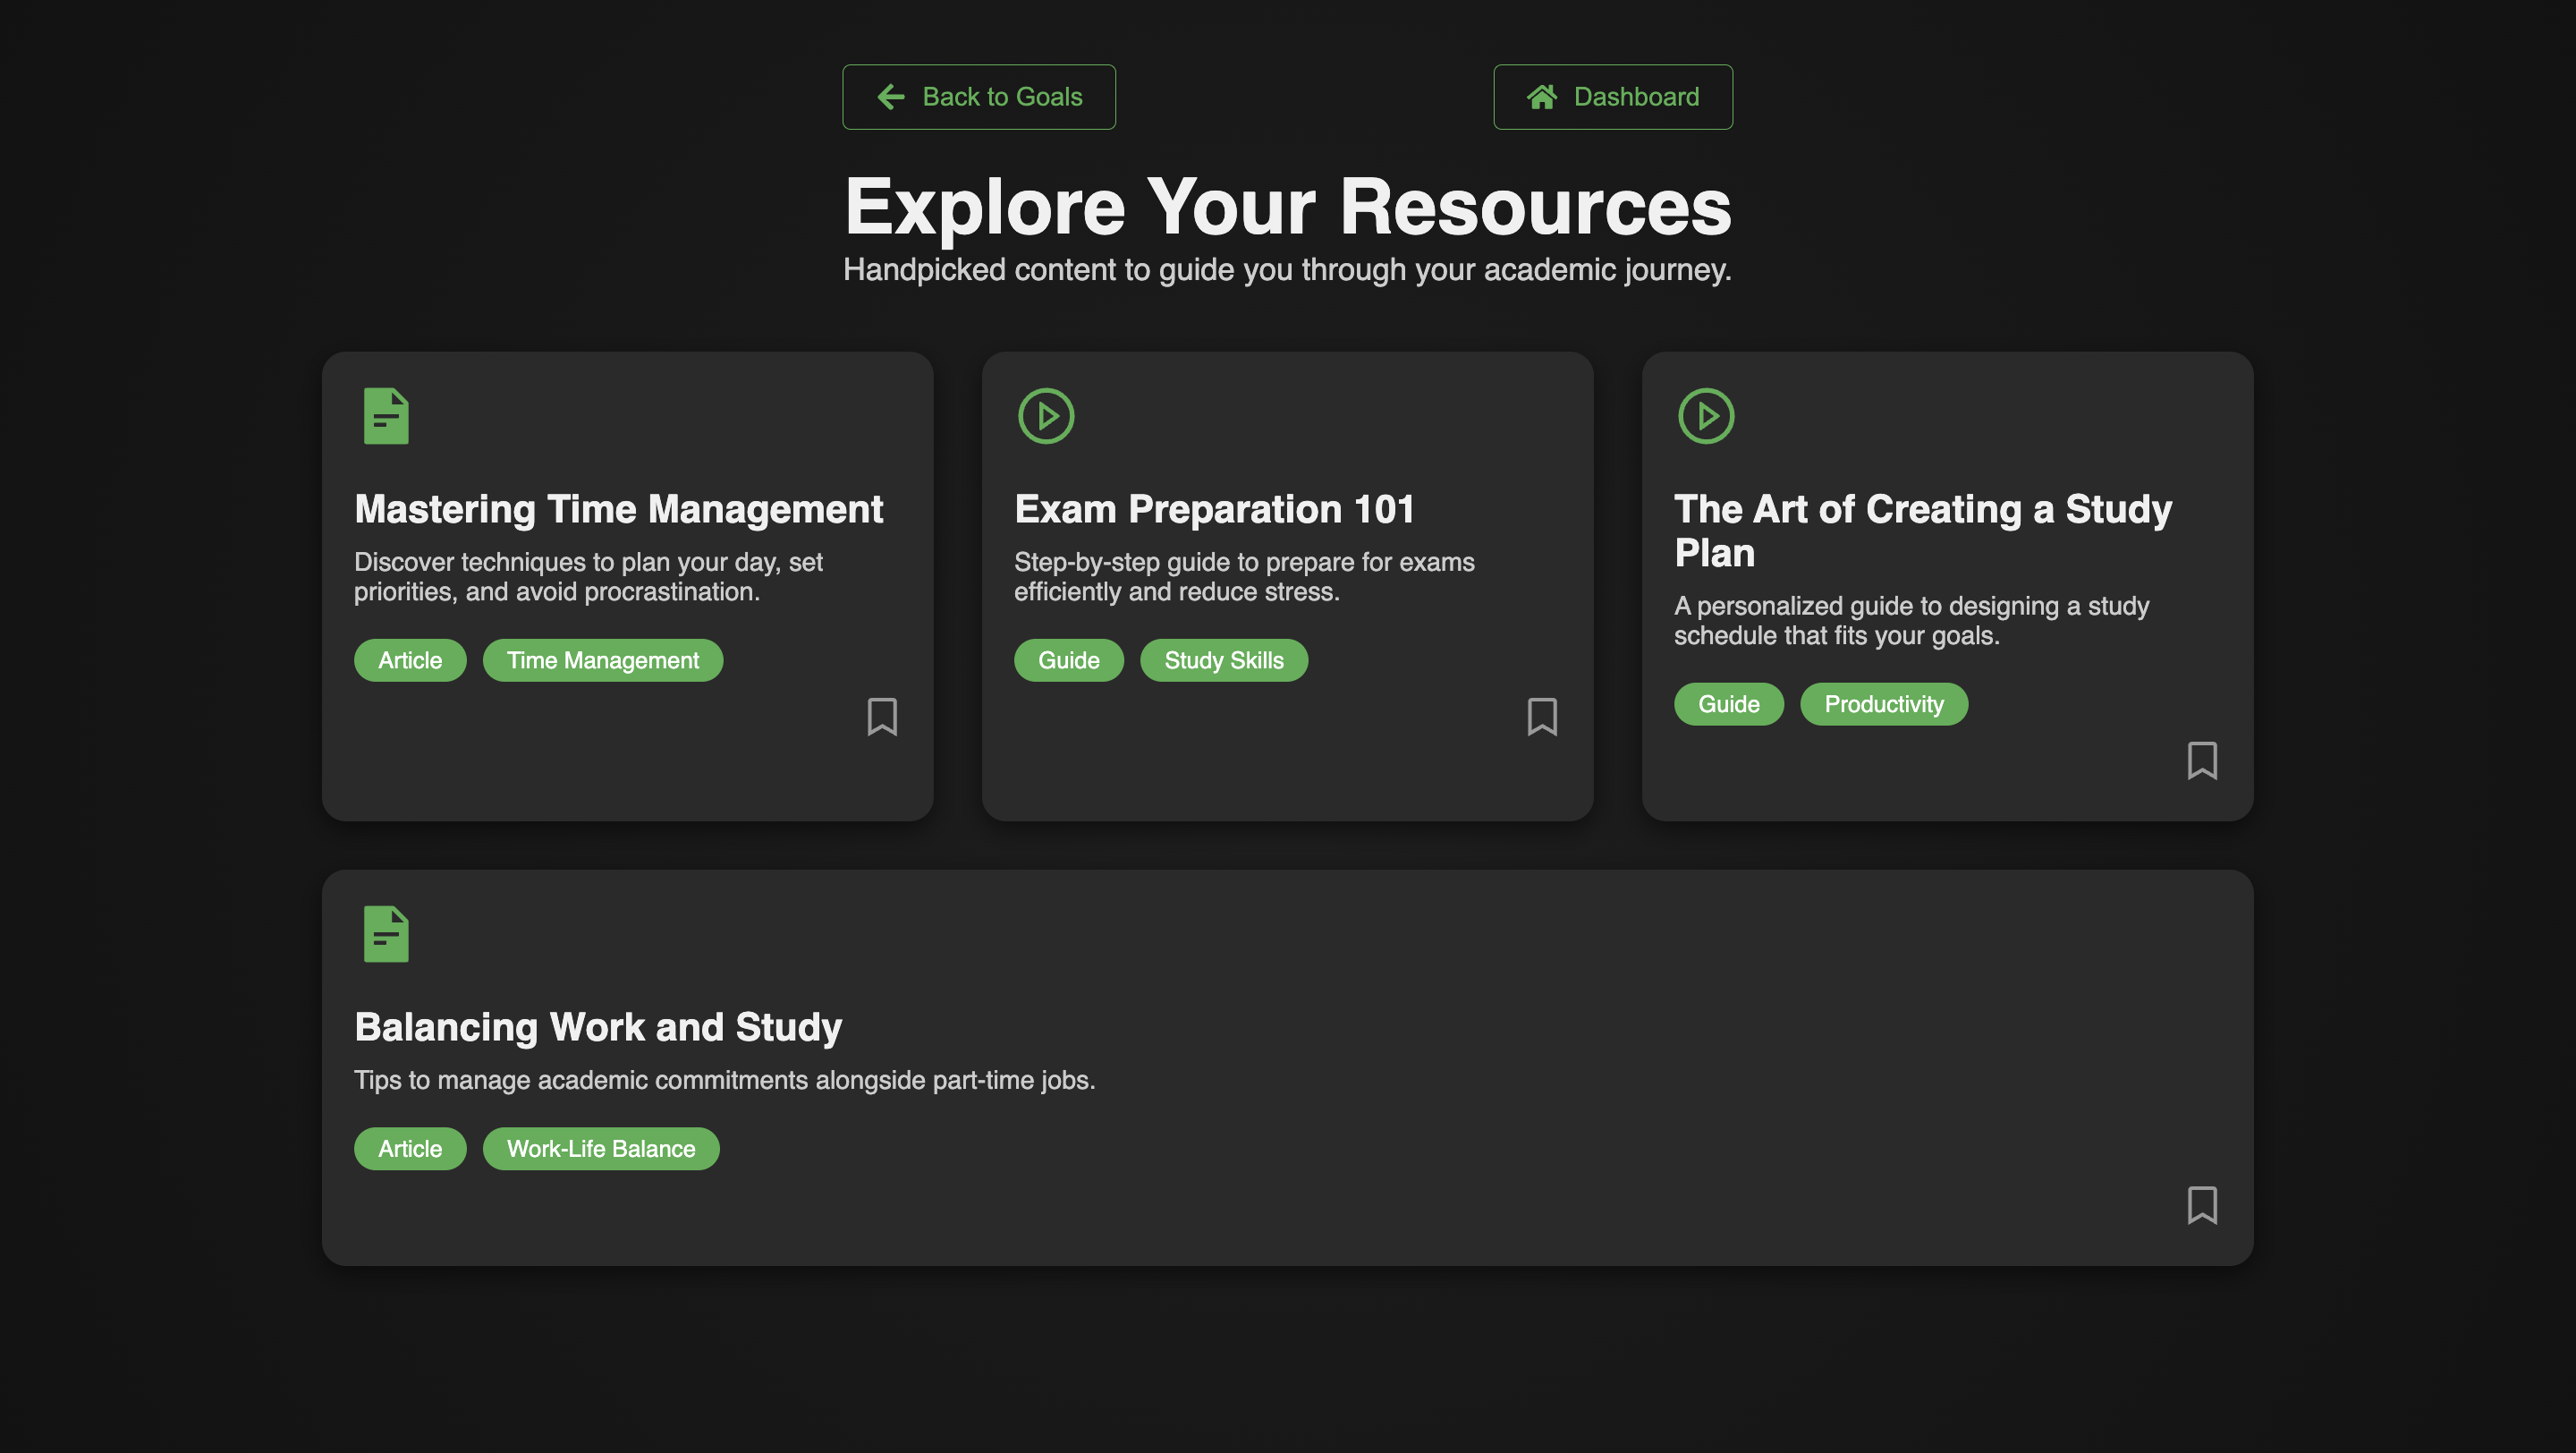 Back to Goals
Dashboard
Explore Your Resources
Handpicked content to guide you through your academic journey.
Mastering Time Management
Discover techniques to plan your day, set
priorities, and avoid procrastination.
Article
Time Management
Exam Preparation 101
Step-by-step guide to prepare for exams
efficiently and reduce stress.
Guide
Study Skills
The Art of Creating a Study
Plan
A personalized guide to designing a study
schedule that fits your goals.
Guide
Productivity
Balancing Work and Study
Tips to manage academic commitments alongside part-time jobs.
Article
Work-Life Balance